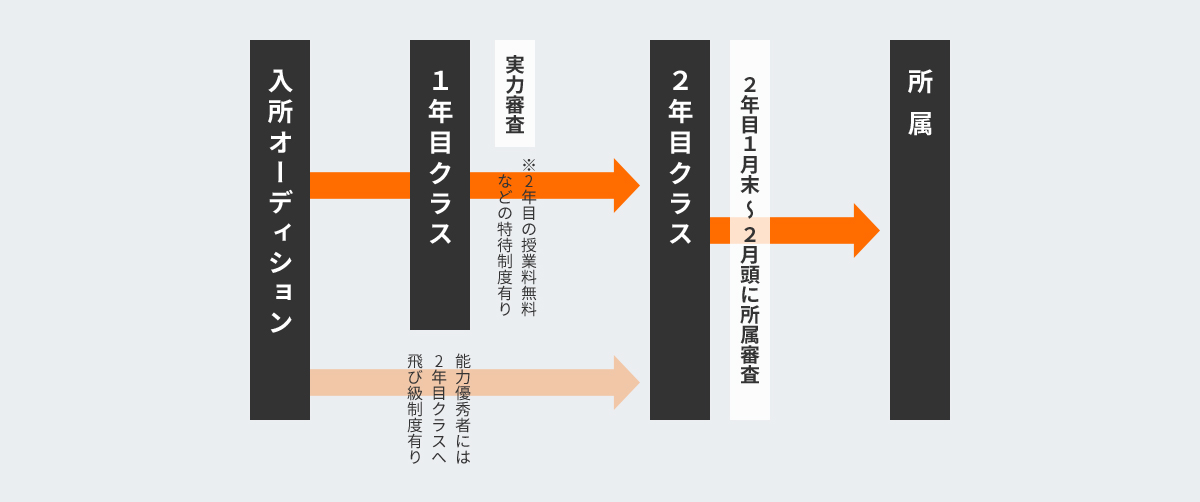 入所オーディション
1年目クラス
実力審査
※2年目の授業料無料
などの特待制度有り
能力優秀者には
2年目クラスへ
飛び級制度有り
2年目クラス
2年目1月末〜2月頭に所属審査
所属